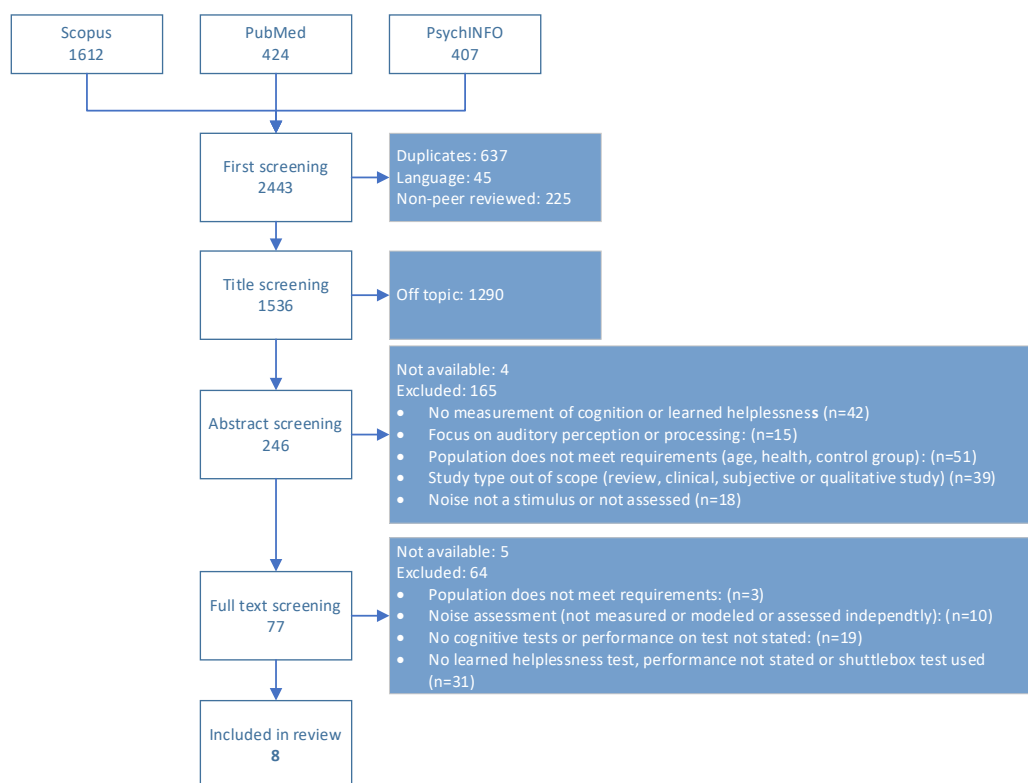 Scopus
1612
PubMed
424
PsychINFO
407
First screening
2443
Duplicates: 637
Language: 45
Non-peer reviewed: 225
Title screening
1536
Off topic: 1290
Abstract screening
246
Not available: 4
Excluded: 165
• No measurement of cognition or learned helplessness (n=42)
• Focus on auditory perception or processing: (n=15)
• Population does not meet requirements (age, health, control group): (n=51)
• Study type out of scope (review, clinical, subjective or qualitative study) (n=39)
• Noise not a stimulus or not assessed (n=18)
Full text screening
77
Not available: 5
Excluded: 64
• Population does not meet requirements: (n=3)
• Noise assessment (not measured or modeled or assessed independtly): (n=10)
• No cognitive tests or performance on test not stated: (n=19)
• No learned helplessness test, performance not stated or shuttlebox test used
(n=31)
Included in review
8